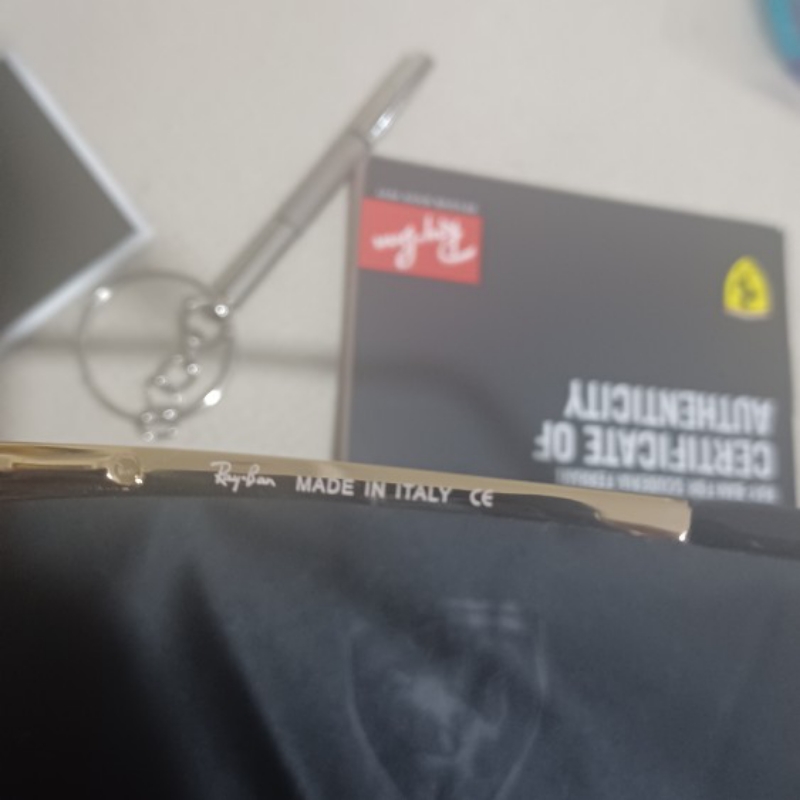 Ray-Ban MADE IN ITALY CE
Ray-Ban
CERTIFICATE OF
AUTHENTICITY